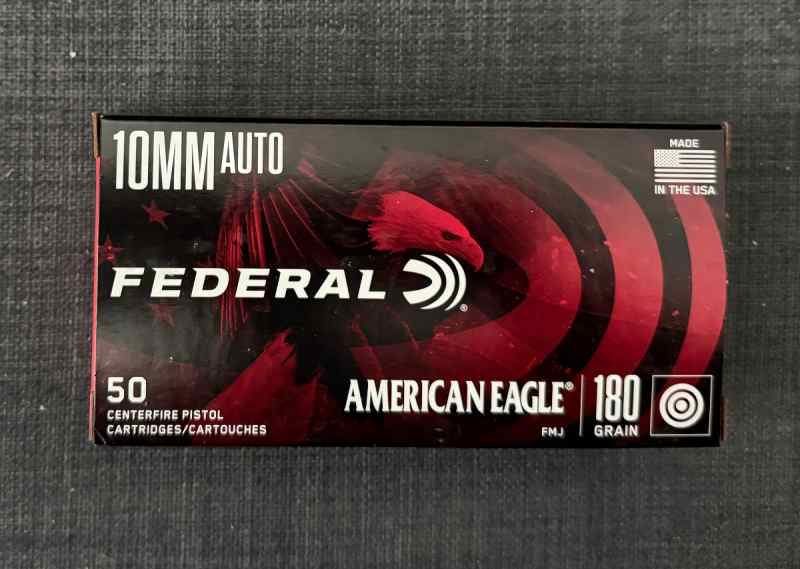 10MM AUTO
MADE
IN THE USA
FEDERAL ®
50
CENTERFIRE PISTOL
CARTRIDGES/CARTOUCHES
AMERICAN EAGLE®
FMJ
180
GRAIN